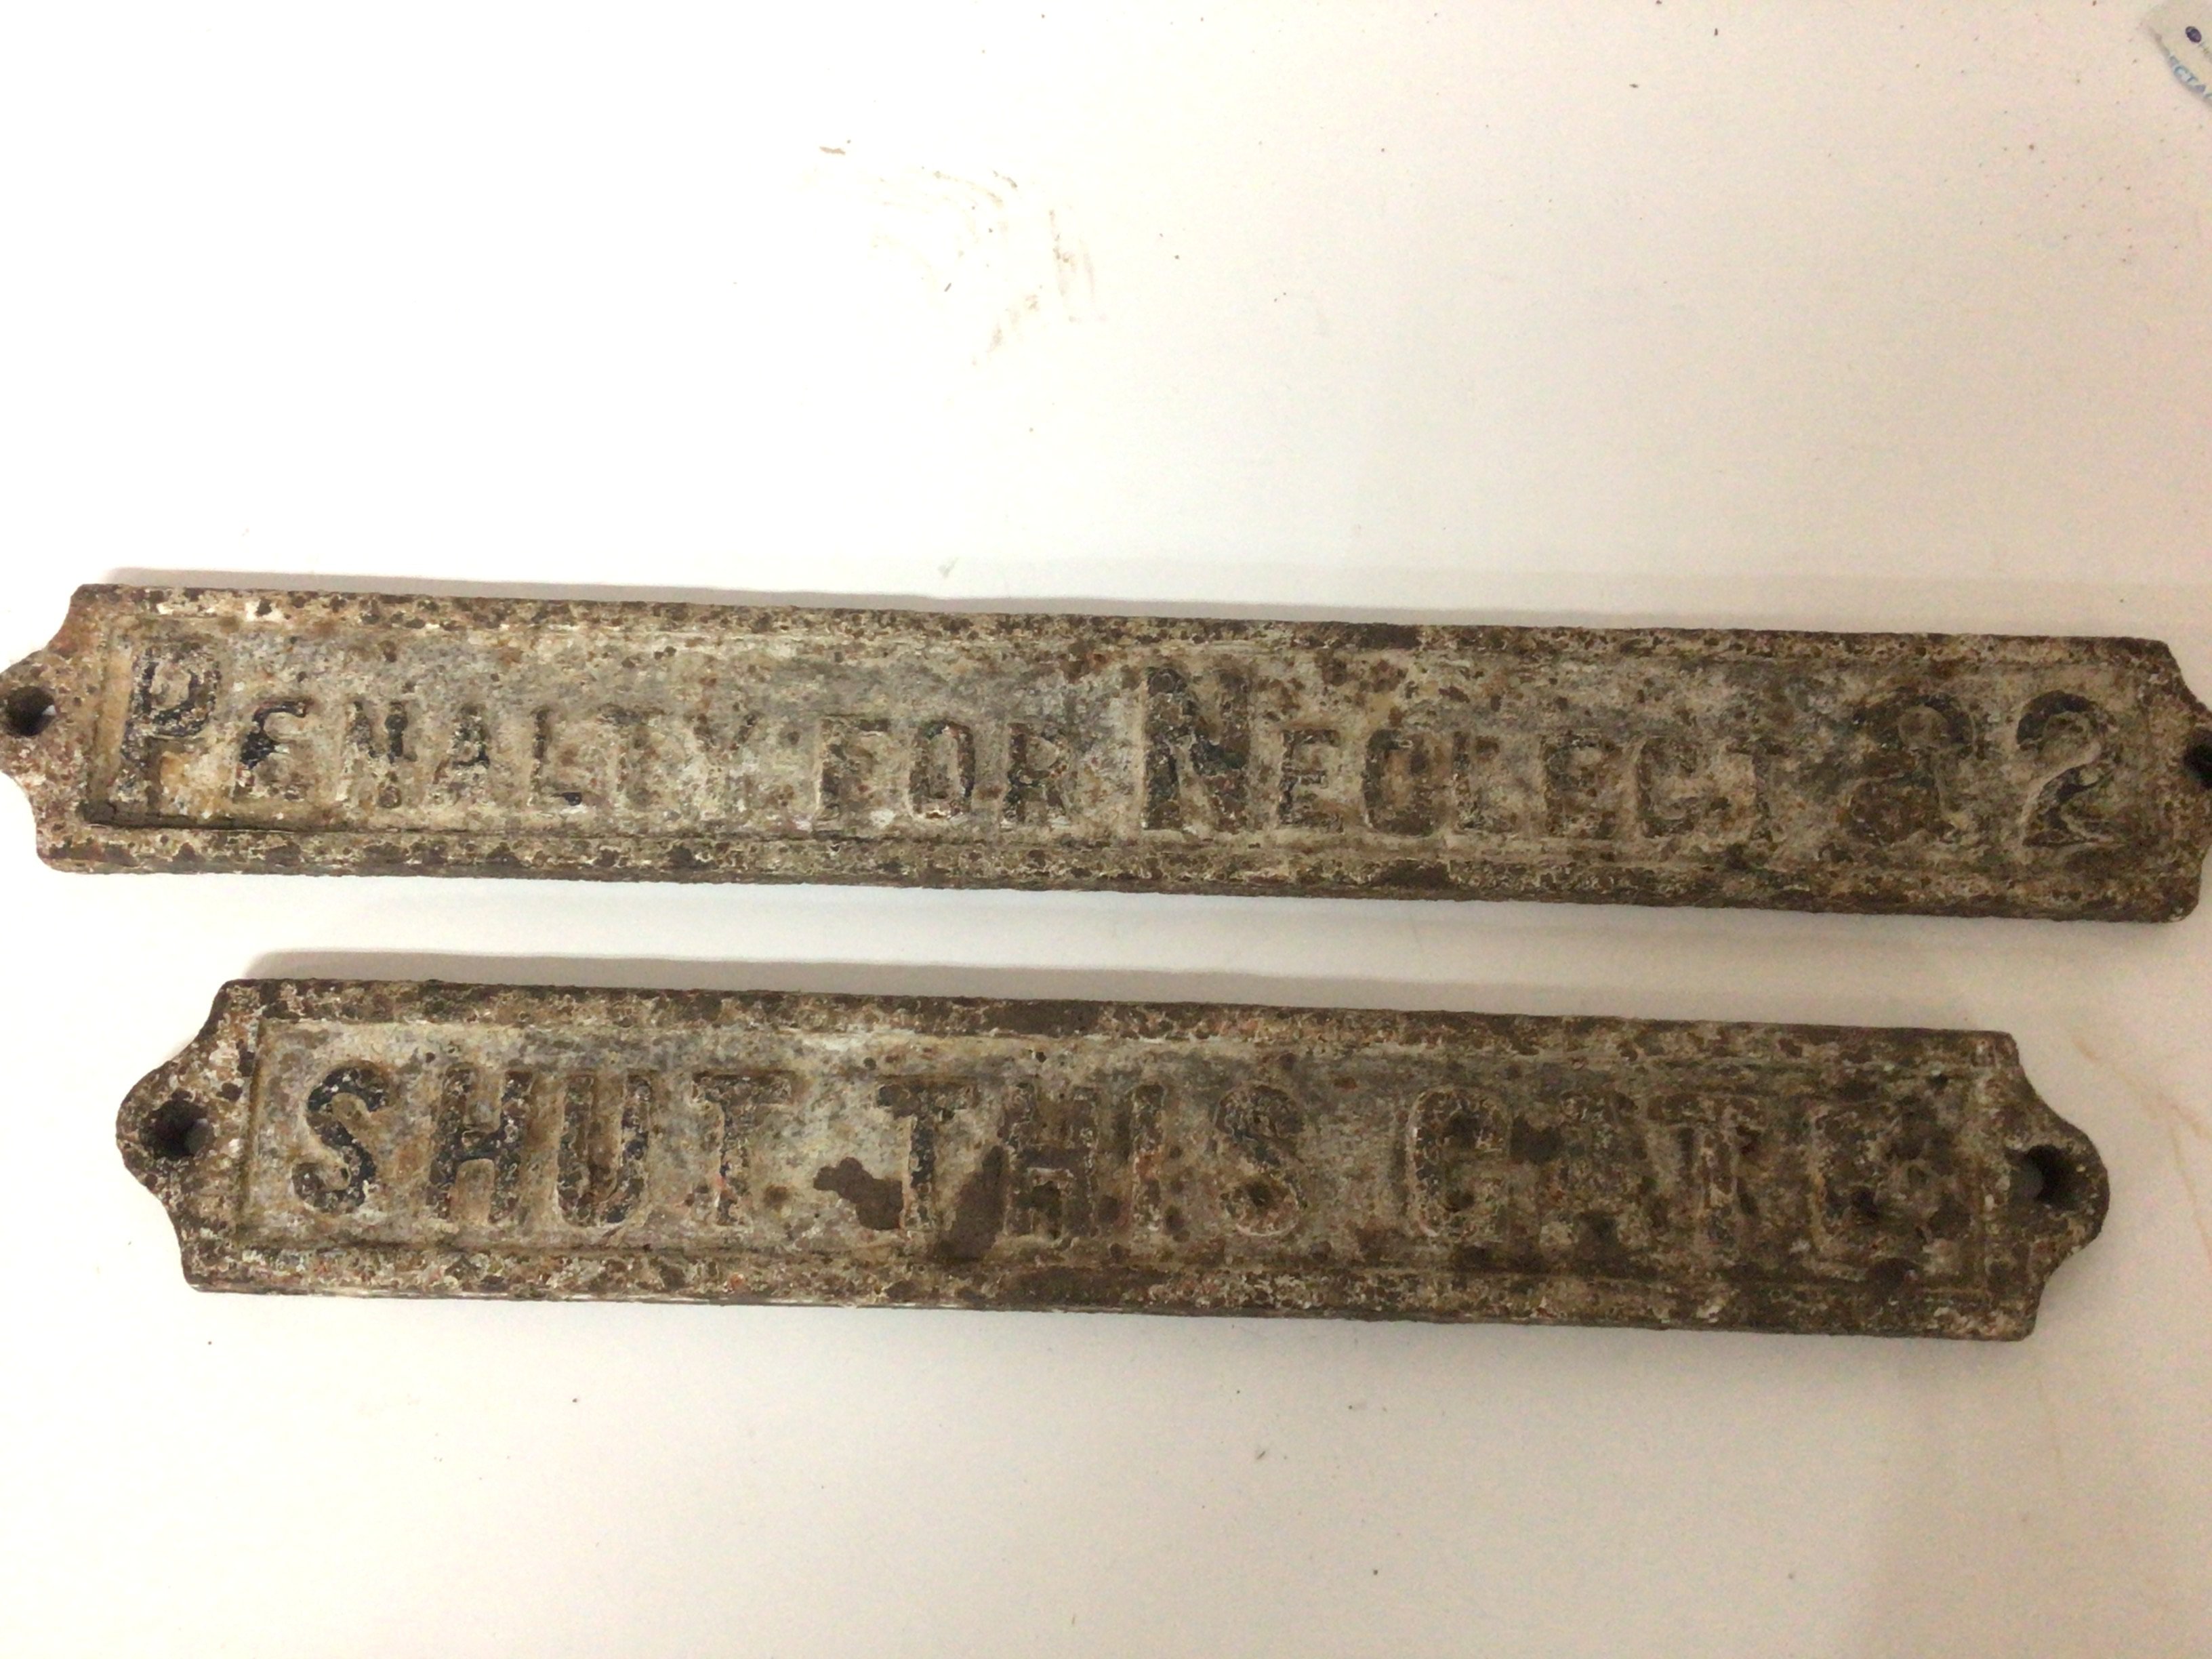 PENALTY FOR NEGLECT £2
SHUT THIS GATE